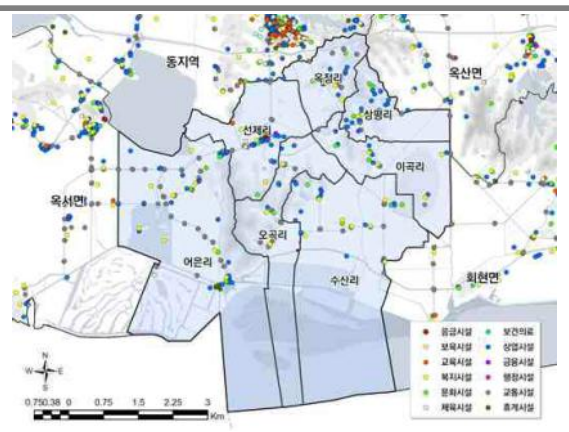 동지역
옥산면
옥정리
상평리
선제리
이곡리
옥서면
오곡리
어은리
수산리
회현면
응급시설
보건의료
보육시설
상업시설
교육시설
금융시설
복지시설
행정시설
문화시설
교통시설
체육시설
휴게시설
N
W E
S
0.75 0.38 0 0.75 1.5 2.25 3
Km